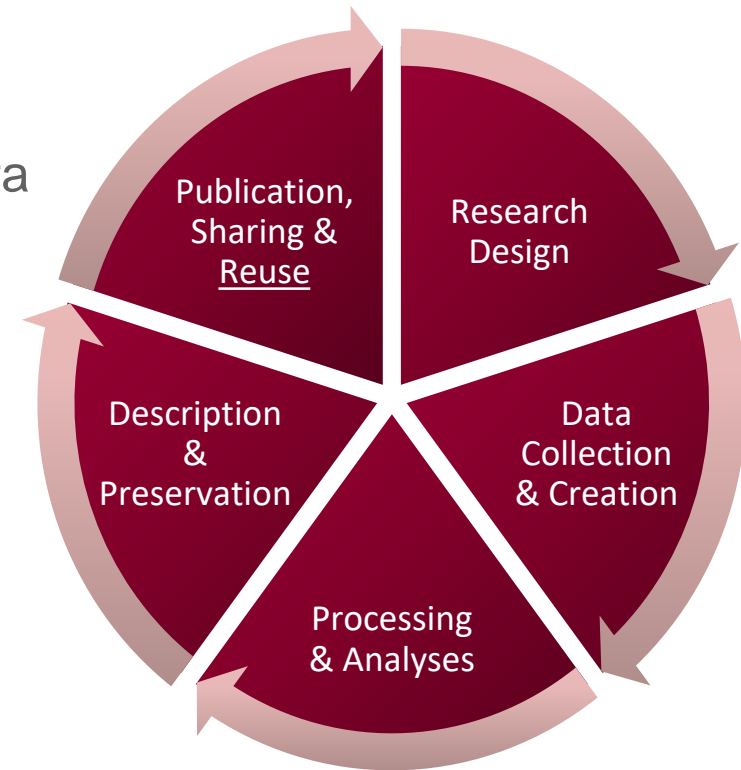 Publication,
Sharing &
Reuse
Research
Design
Data
Collection
& Creation
Processing
& Analyses
Description
&
Preservation